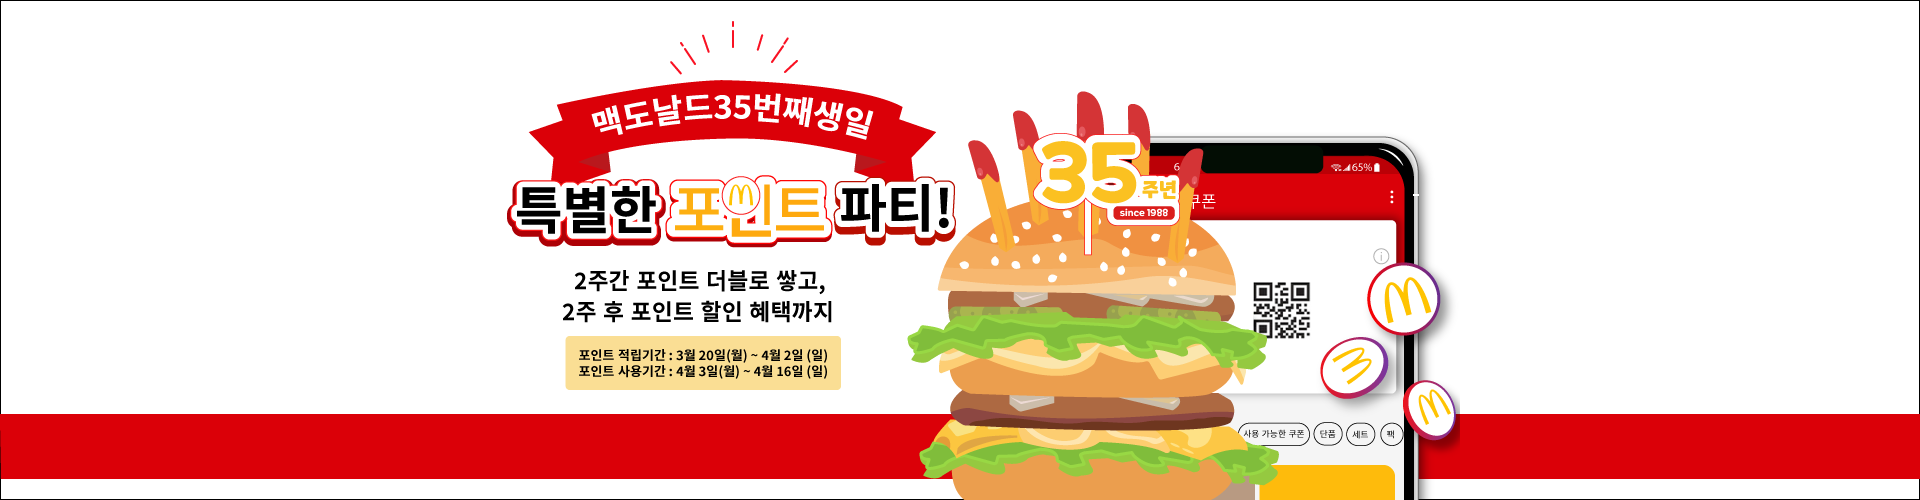 맥도날드35번째생일
특별한 포인트 파티!
2주간 포인트 더블로 쌓고,
2주 후 포인트 할인 혜택까지
포인트 적립기간 : 3월 20일(월) ~ 4월 2일 (일)
포인트 사용기간 : 4월 3일(월) ~ 4월 16일 (일)
35주년
since 1988
65%
쿠폰
사용 가능한 쿠폰 단품 세트 팩